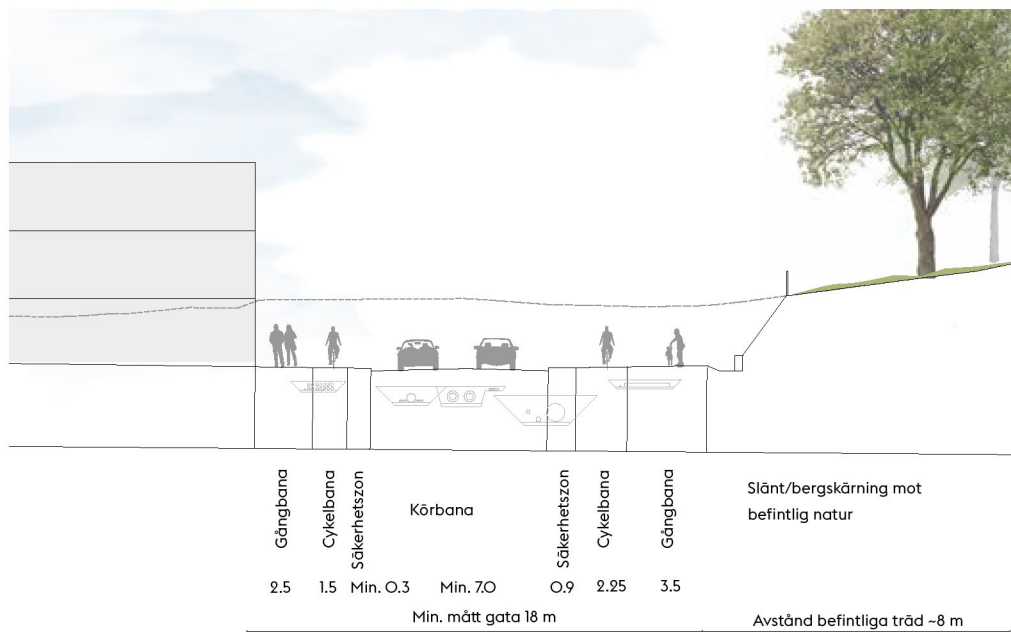 Gångbana
Cykelbana
Säkerhetszon
Körbana
Säkerhetszon
Cykelbana
Gångbana
Slänt/bergskärning mot
befintlig natur
2.5 1.5 Min. 0.3 Min. 7.0 0.9 2.25 3.5
Min. mått gata 18 m
Avstånd befintliga träd ~8 m